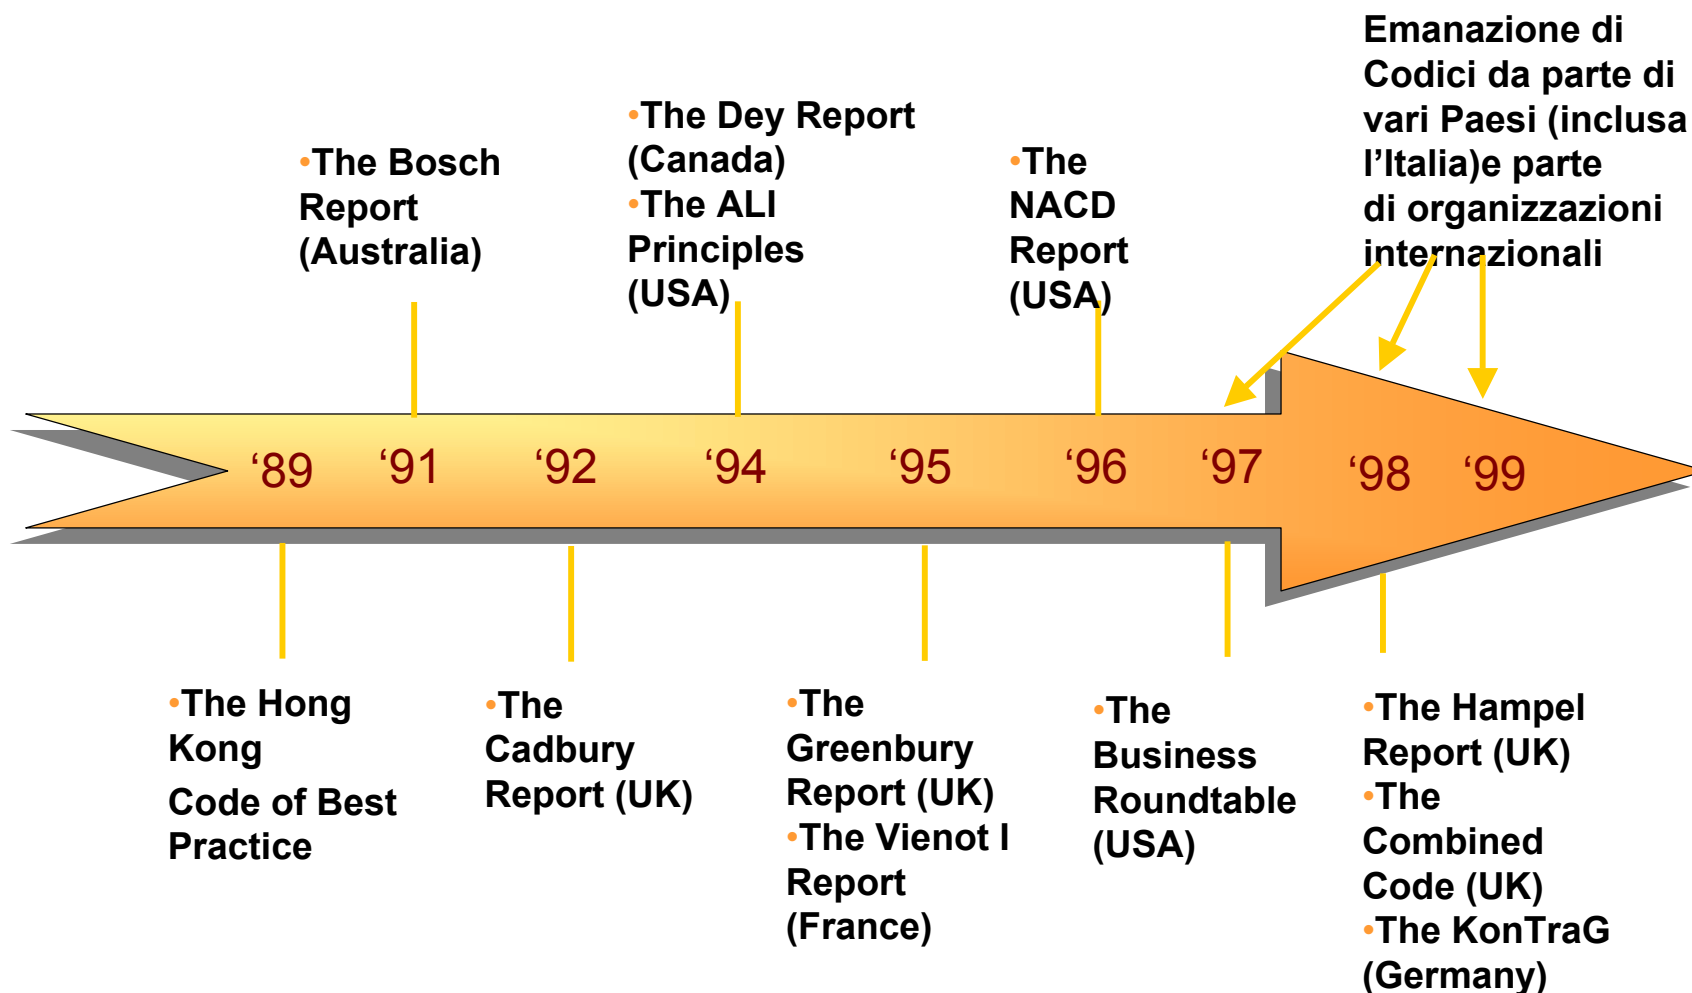 Emanazione di
Codici da parte di
vari Paesi (inclusa
l’Italia)e parte
di organizzazioni
internazionali
•The Bosch
Report
(Australia)
•The Dey Report
(Canada)
•The ALI
Principles
(USA)
•The
NACD
Report
(USA)
‘89 ‘91 ‘92 ‘94 ‘95 ‘96 ‘97 ‘98 ‘99
•The Hong
Kong
Code of Best
Practice
•The
Cadbury
Report (UK)
•The
Greenbury
Report (UK)
•The Vienot I
Report
(France)
•The
Business
Roundtable
(USA)
•The Hampel
Report (UK)
•The
Combined
Code (UK)
•The KonTraG
(Germany)